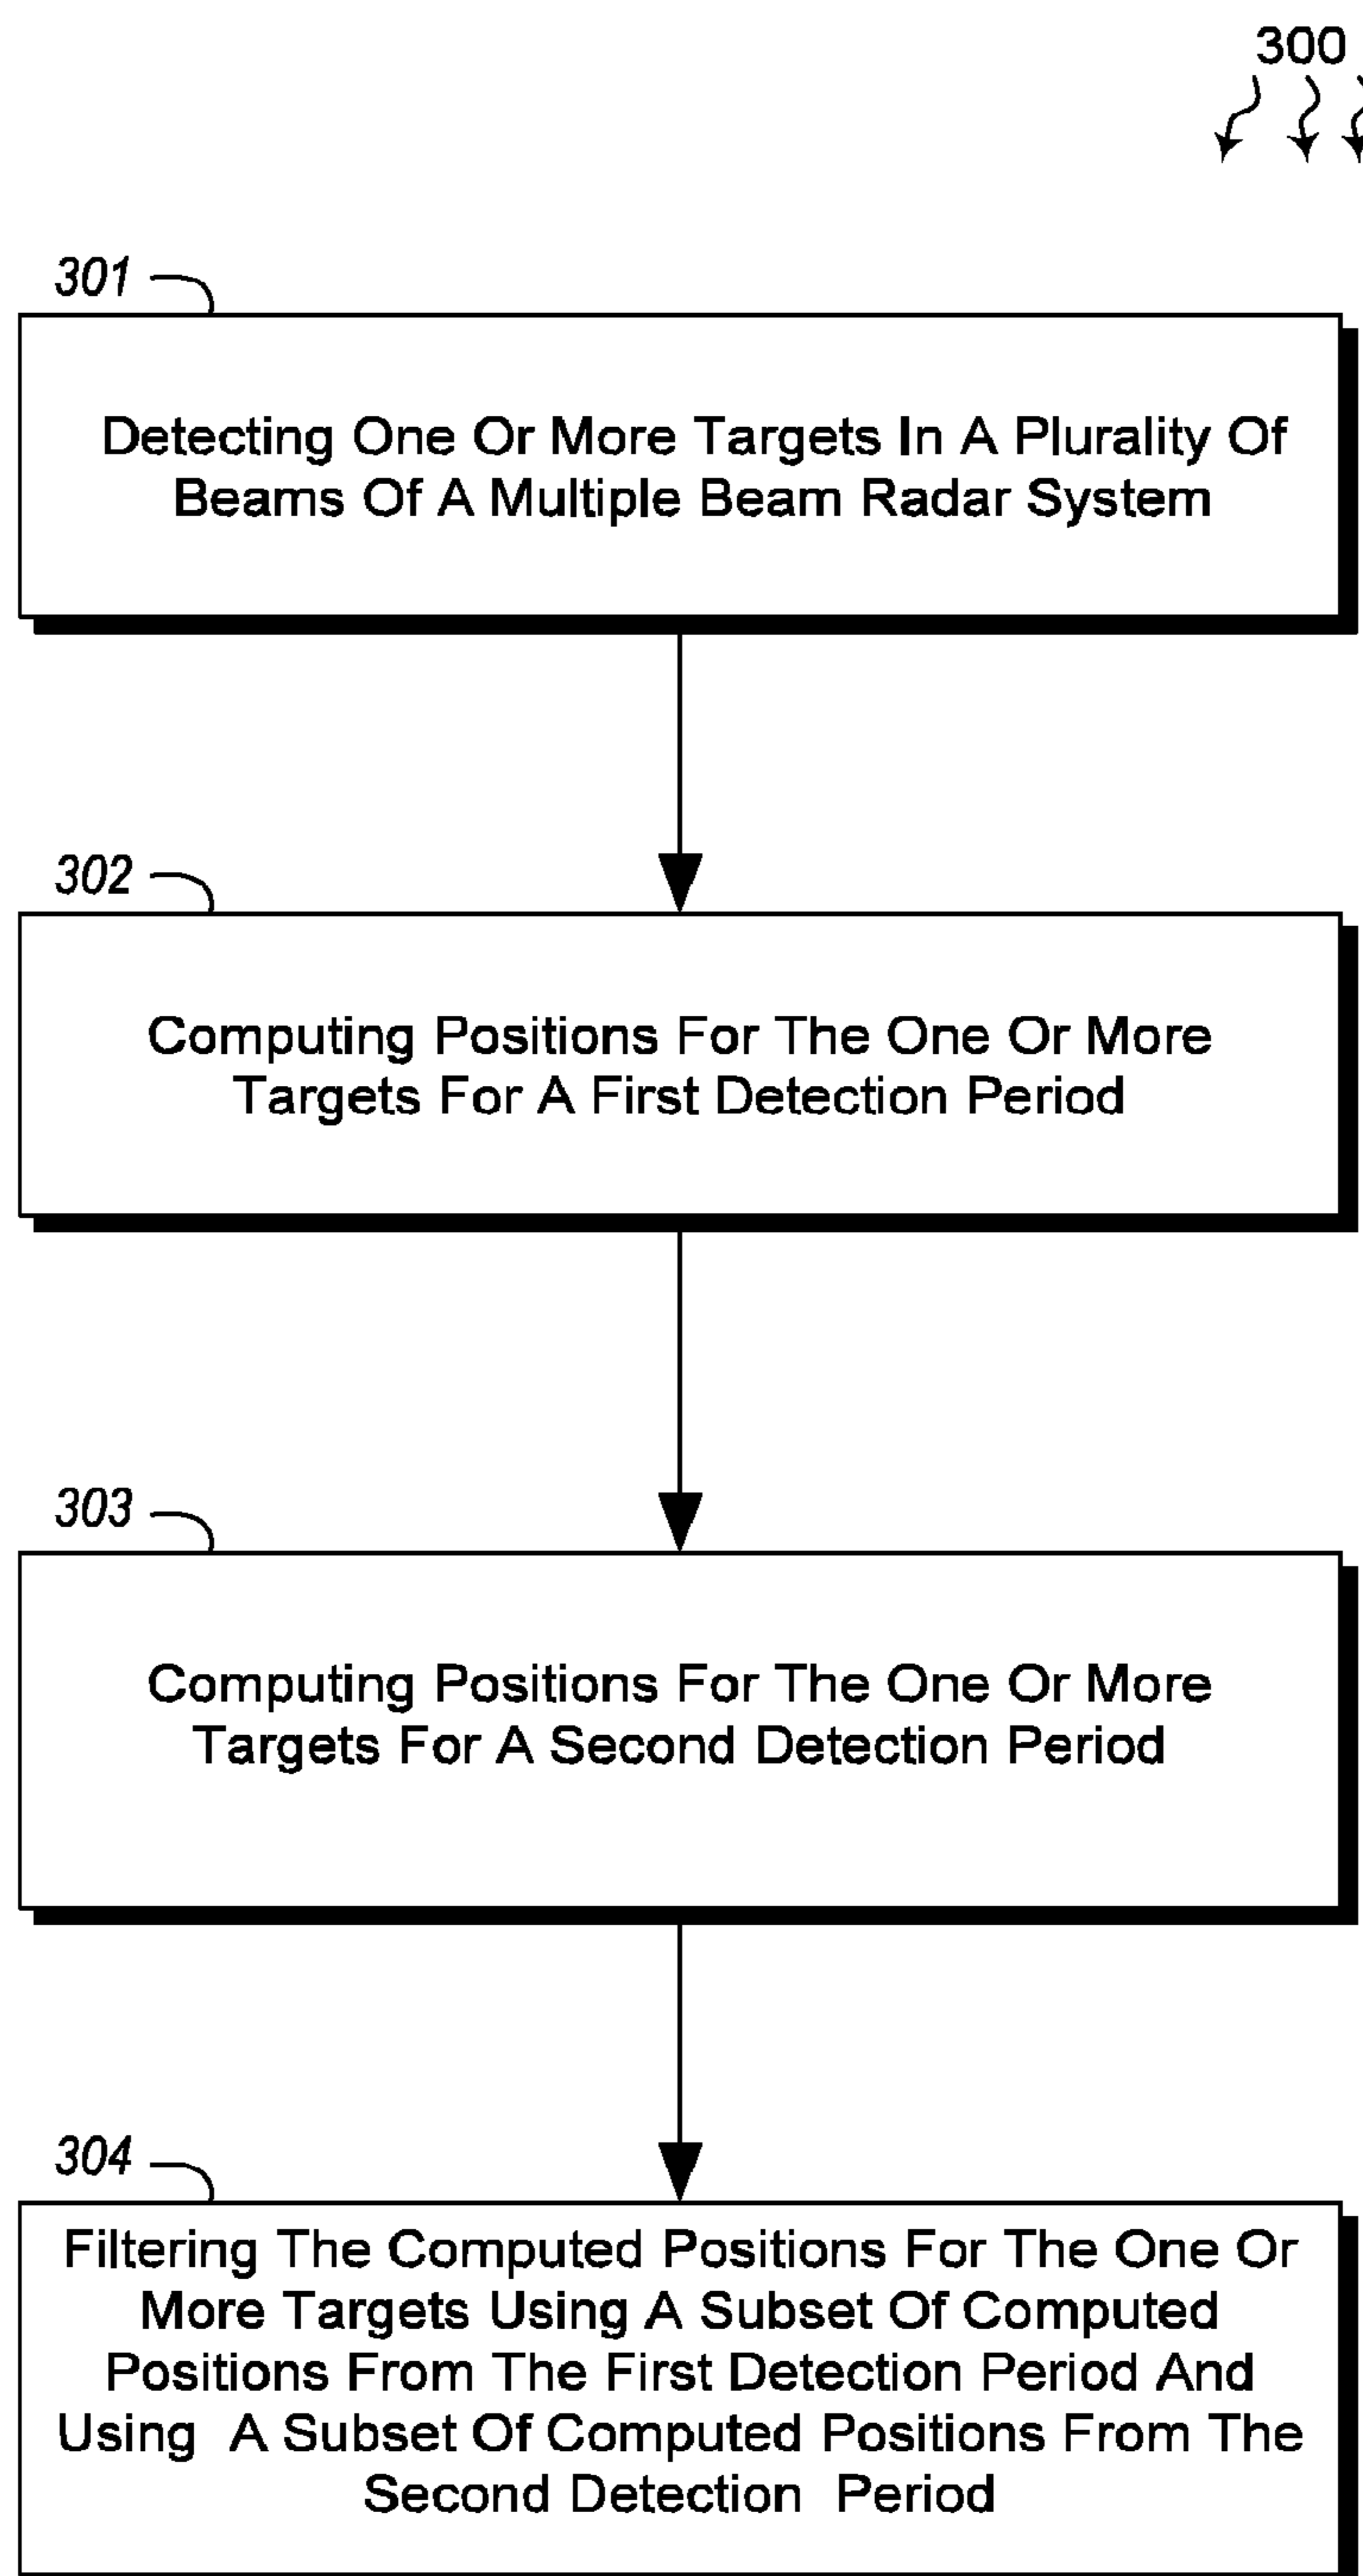 300
301
Detecting One Or More Targets In A Plurality Of
Beams Of A Multiple Beam Radar System
302
Computing Positions For The One Or More
Targets For A First Detection Period
303
Computing Positions For The One Or More
Targets For A Second Detection Period
304
Filtering The Computed Positions For The One Or
More Targets Using A Subset Of Computed
Positions From The First Detection Period And
Using A Subset Of Computed Positions From The
Second Detection Period